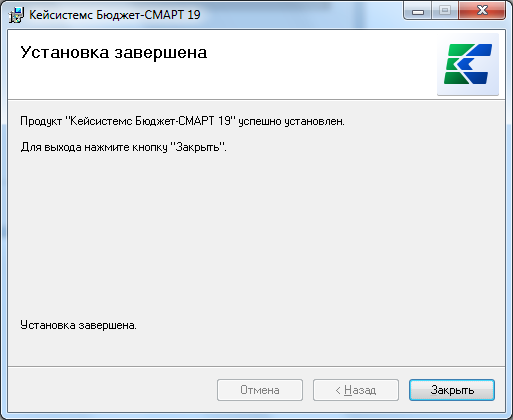 Кейсистемс Бюджет-СМАРТ 19
Установка завершена
Продукт "Кейсистемс Бюджет-СМАРТ 19" успешно установлен.
Для выхода нажмите кнопку "Закрыть".
Установка завершена.
Отмена
< Назад
Закрыть